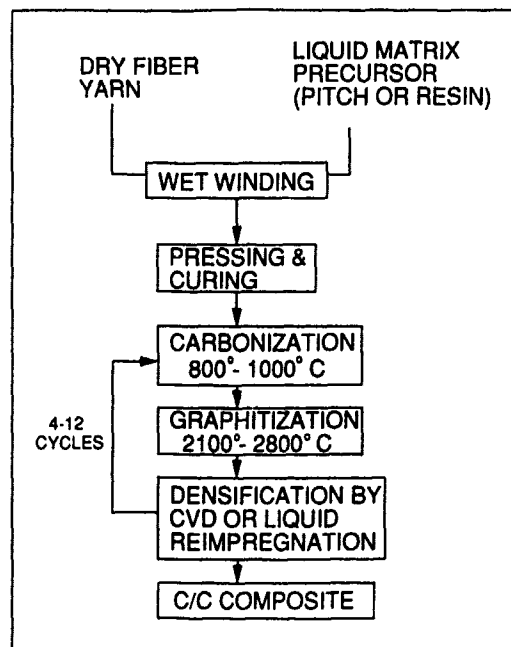 DRY FIBER
YARN
LIQUID MATRIX
PRECURSOR
(PITCH OR RESIN)
WET WINDING
PRESSING &
CURING
CARBONIZATION
800°- 1000° C
4-12
CYCLES
GRAPHITIZATION
2100°- 2800° C
DENSIFICATION BY
CVD OR LIQUID
REIMPREGNATION
C/C COMPOSITE